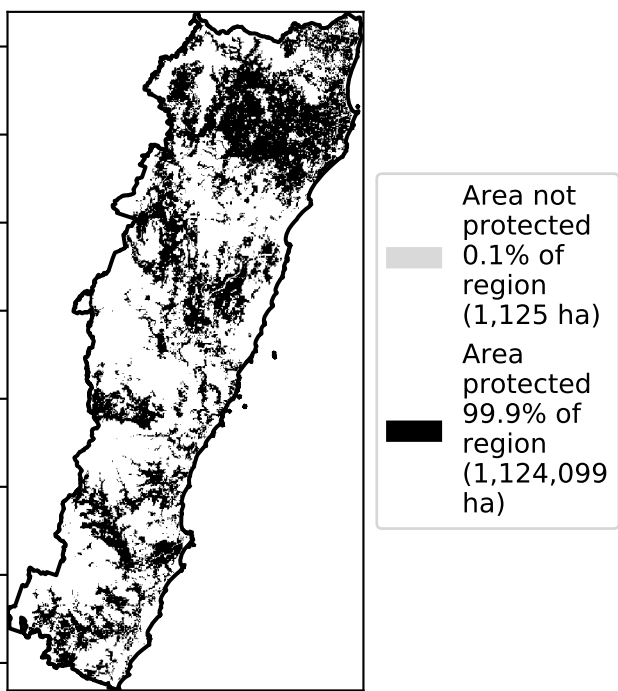 Area not
protected
0.1% of
region
(1,125 ha)
Area
protected
99.9% of
region
(1,124,099
ha)